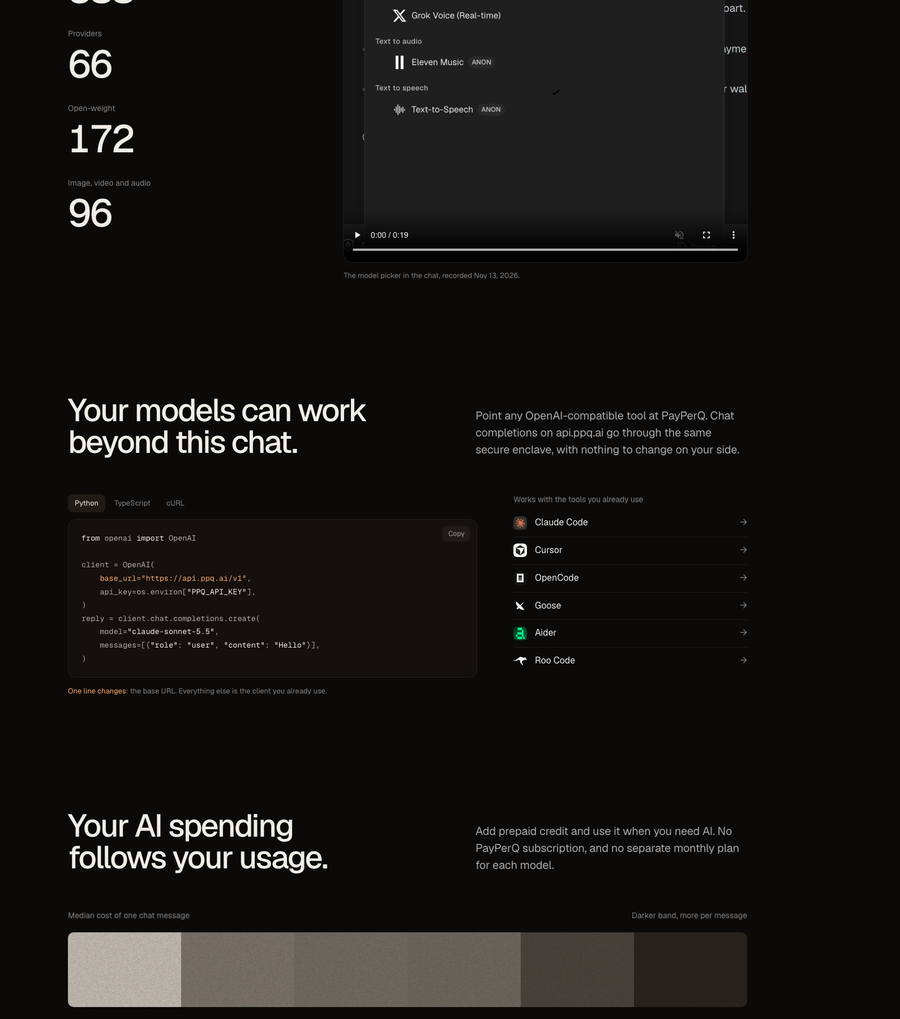 Providers
66
Open-weight
172
Image, video and audio
96
part.
Grok Voice (Real-time)
Text to audio
Eleven Music ANON
Text to speech
Text-to-Speech ANON
0:00 / 0:19
The model picker in the chat, recorded Nov 13, 2026.
Your models can work
beyond this chat.
Point any OpenAI-compatible tool at PayPerQ. Chat
completions on api.ppq.ai go through the same
secure enclave, with nothing to change on your side.
Python TypeScript cURL
Copy
from openai import OpenAI
client = OpenAI(
base_url="https://api.ppq.ai/v1",
api_key=os.environ["PPQ_API_KEY"],
)
reply = client.chat.completions.create(
model="claude-sonnet-5.5",
messages=[{"role": "user", "content": "Hello"}],
)
One line changes: the base URL. Everything else is the client you already use.
Works with the tools you already use
Claude Code
Cursor
OpenCode
Goose
Aider
Roo Code
Your AI spending
follows your usage.
Add prepaid credit and use it when you need AI. No
PayPerQ subscription, and no separate monthly plan
for each model.
Median cost of one chat message
Darker band, more per message